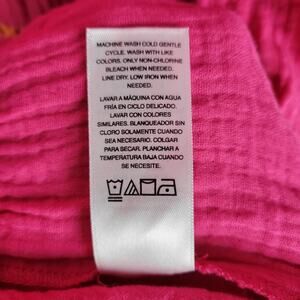 MACHINE WASH COLD GENTLE
CYCLE. WASH WITH LIKE
COLORS. ONLY NON-CHLORINE
BLEACH WHEN NEEDED.
LINE DRY. LOW IRON WHEN
NEEDED.
LAVAR A MÁQUINA CON AGUA
FRÍA EN CICLO DELICADO.
LAVAR CON COLORES
SIMILARES. BLANQUEADOR SIN
CLORO SOLAMENTE CUANDO
SEA NECESARIO. COLGAR
PARA SECAR. PLANCHAR A
TEMPERATURA BAJA CUANDO
SE NECESITE.